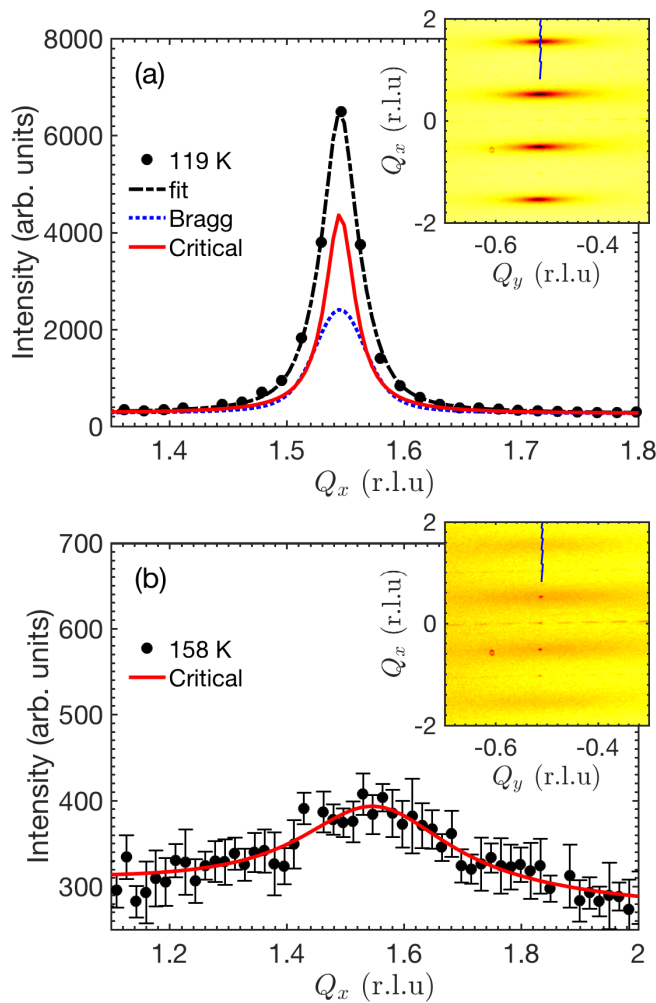 (a)
8000
6000
4000
2000
0
Intensity (arb. units)
119 K
fit
Bragg
Critical
1.4
1.5
1.6
1.7
1.8
Qx (r.l.u)
2
0
-2
Qx (r.l.u)
-0.6
-0.4
Qy (r.l.u)
(b)
700
600
500
400
300
Intensity (arb. units)
158 K
Critical
1.2
1.4
1.6
1.8
2
Qx (r.l.u)
2
0
-2
Qx (r.l.u)
-0.6
-0.4
Qy (r.l.u)